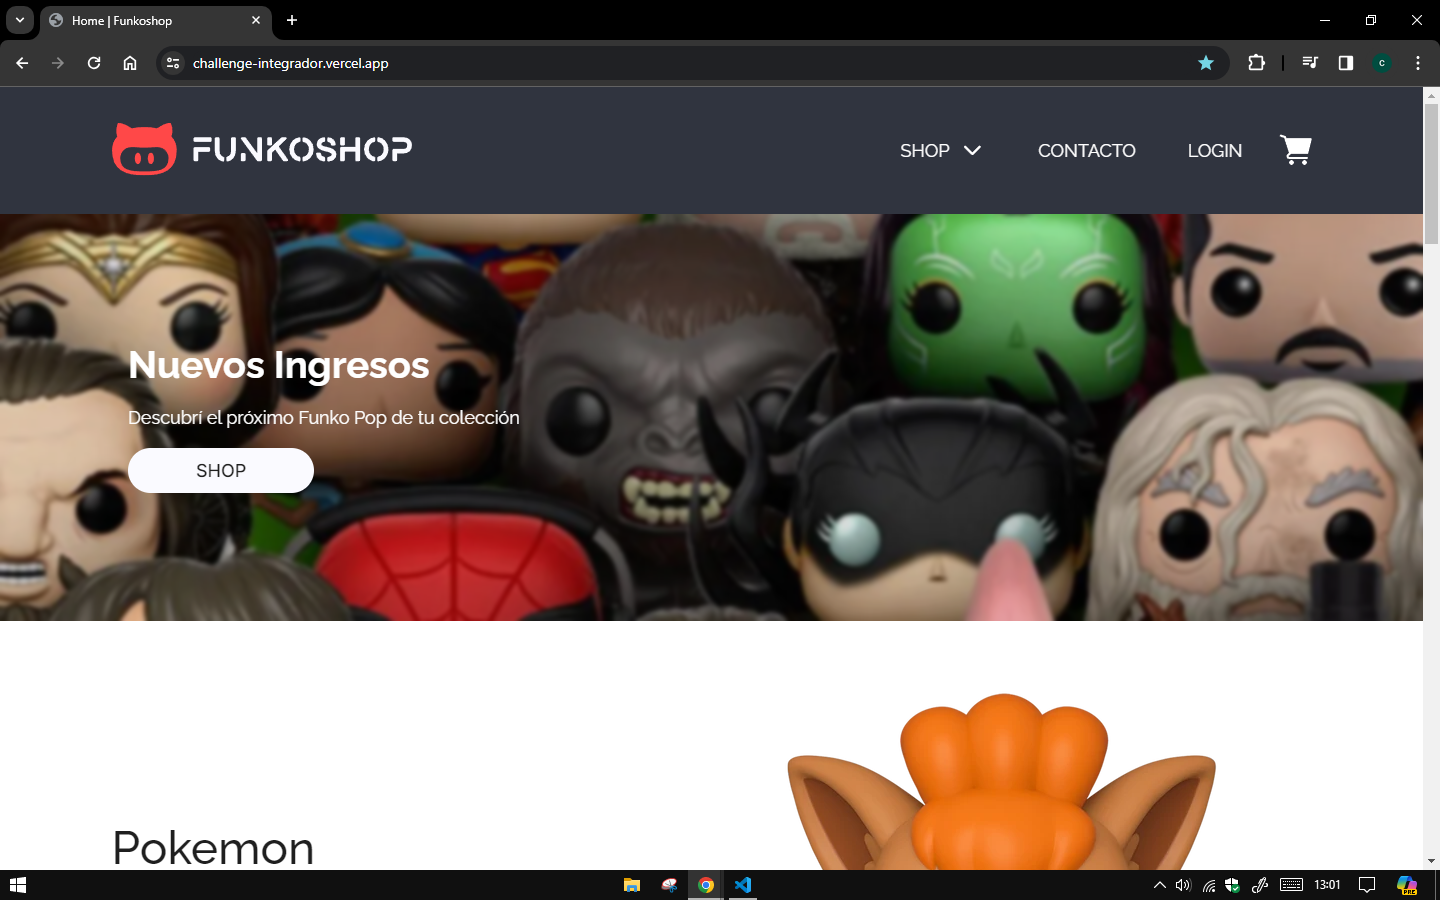 Home | Funkoshop
challenge-integrador.vercel.app
c
FUNKOSHOP
SHOP
CONTACTO
LOGIN
Nuevos Ingresos
Descubrí el próximo Funko Pop de tu colección
SHOP
Pokemon
13:01
PRE